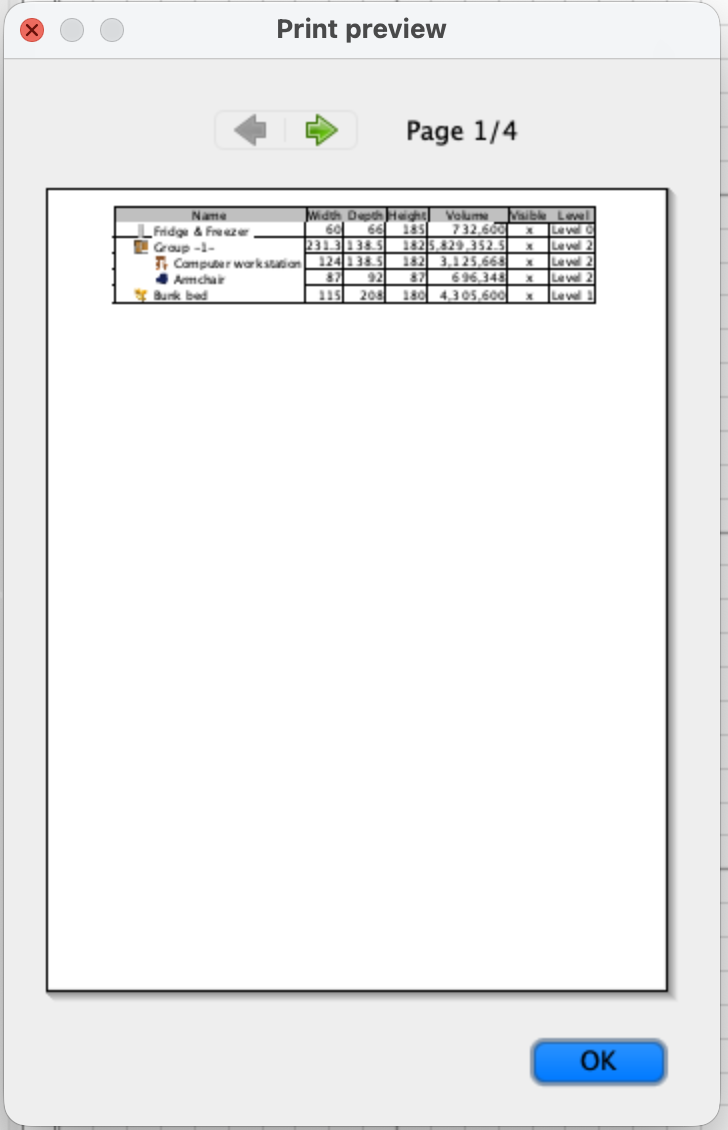 Print preview
Page 1/4
Name Width Depth Height Volume Visible Level
Fridge & Freezer 60 66 185 732,600 x Level 0
Group -1- 231.3 138.5 182 5,829,352.5 x Level 2
Computer workstation 124 138.5 182 3,125,668 x Level 2
Armchair 87 92 87 696,348 x Level 2
Bunk bed 115 208 180 4,305,600 x Level 1
OK